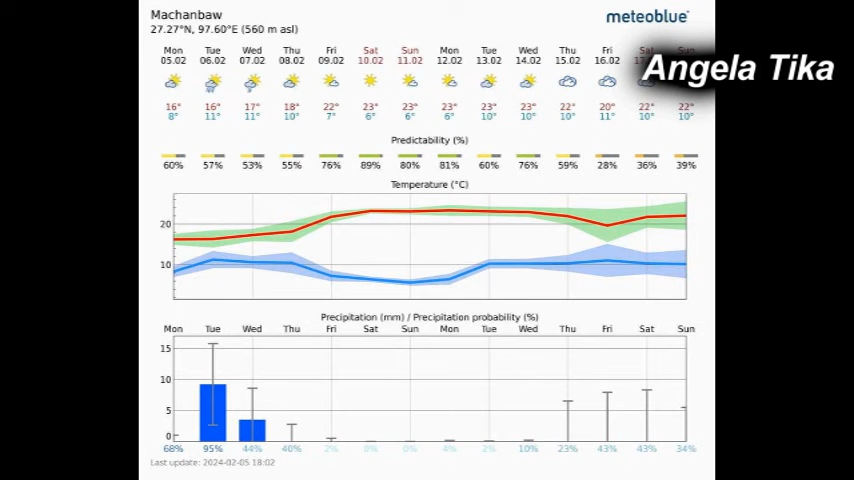 Machanbaw
meteoblue
27.27°N, 97.60°E (560 m asl)
Mon Tue Wed Thu Fri Sat Sun Mon Tue Wed Thu Fri Sat Sun
05.02 06.02 07.02 08.02 09.02 10.02 11.02 12.02 13.02 14.02 15.02 16.02
Angela Tika
16° 16° 17° 18° 22° 23° 23° 23° 23° 23° 22° 20° 22° 22°
8° 11° 11° 10° 7° 6° 6° 6° 10° 10° 10° 11° 10° 10°
Predictability (%)
60% 57% 53% 55% 76% 89% 80% 81% 60% 76% 59% 28% 36% 39%
Temperature (°C)
20
10
Precipitation (mm) / Precipitation probability (%)
Mon Tue Wed Thu Fri Sat Sun Mon Tue Wed Thu Fri Sat Sun
15
10
5
0
68% 95% 44% 40% 2% 0% 0% 4% 2% 10% 23% 43% 43% 34%
Last update: 2024-02-05 18:02